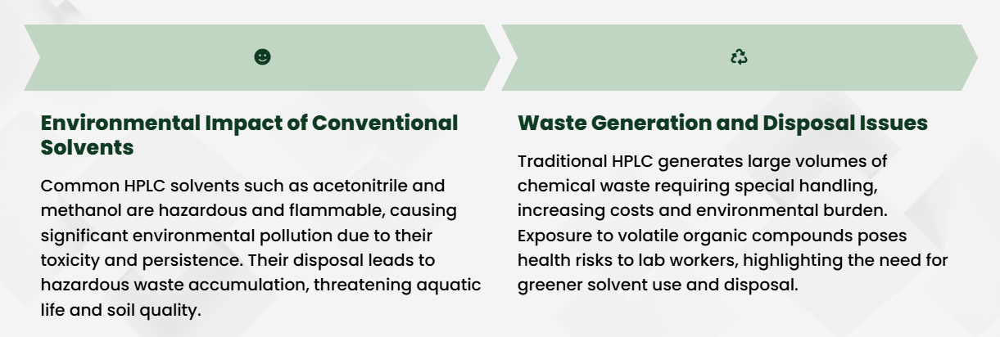 Environmental Impact of Conventional
Solvents
Common HPLC solvents such as acetonitrile and
methanol are hazardous and flammable, causing
significant environmental pollution due to their
toxicity and persistence. Their disposal leads to
hazardous waste accumulation, threatening aquatic
life and soil quality.
Waste Generation and Disposal Issues
Traditional HPLC generates large volumes of
chemical waste requiring special handling,
increasing costs and environmental burden.
Exposure to volatile organic compounds poses
health risks to lab workers, highlighting the need for
greener solvent use and disposal.